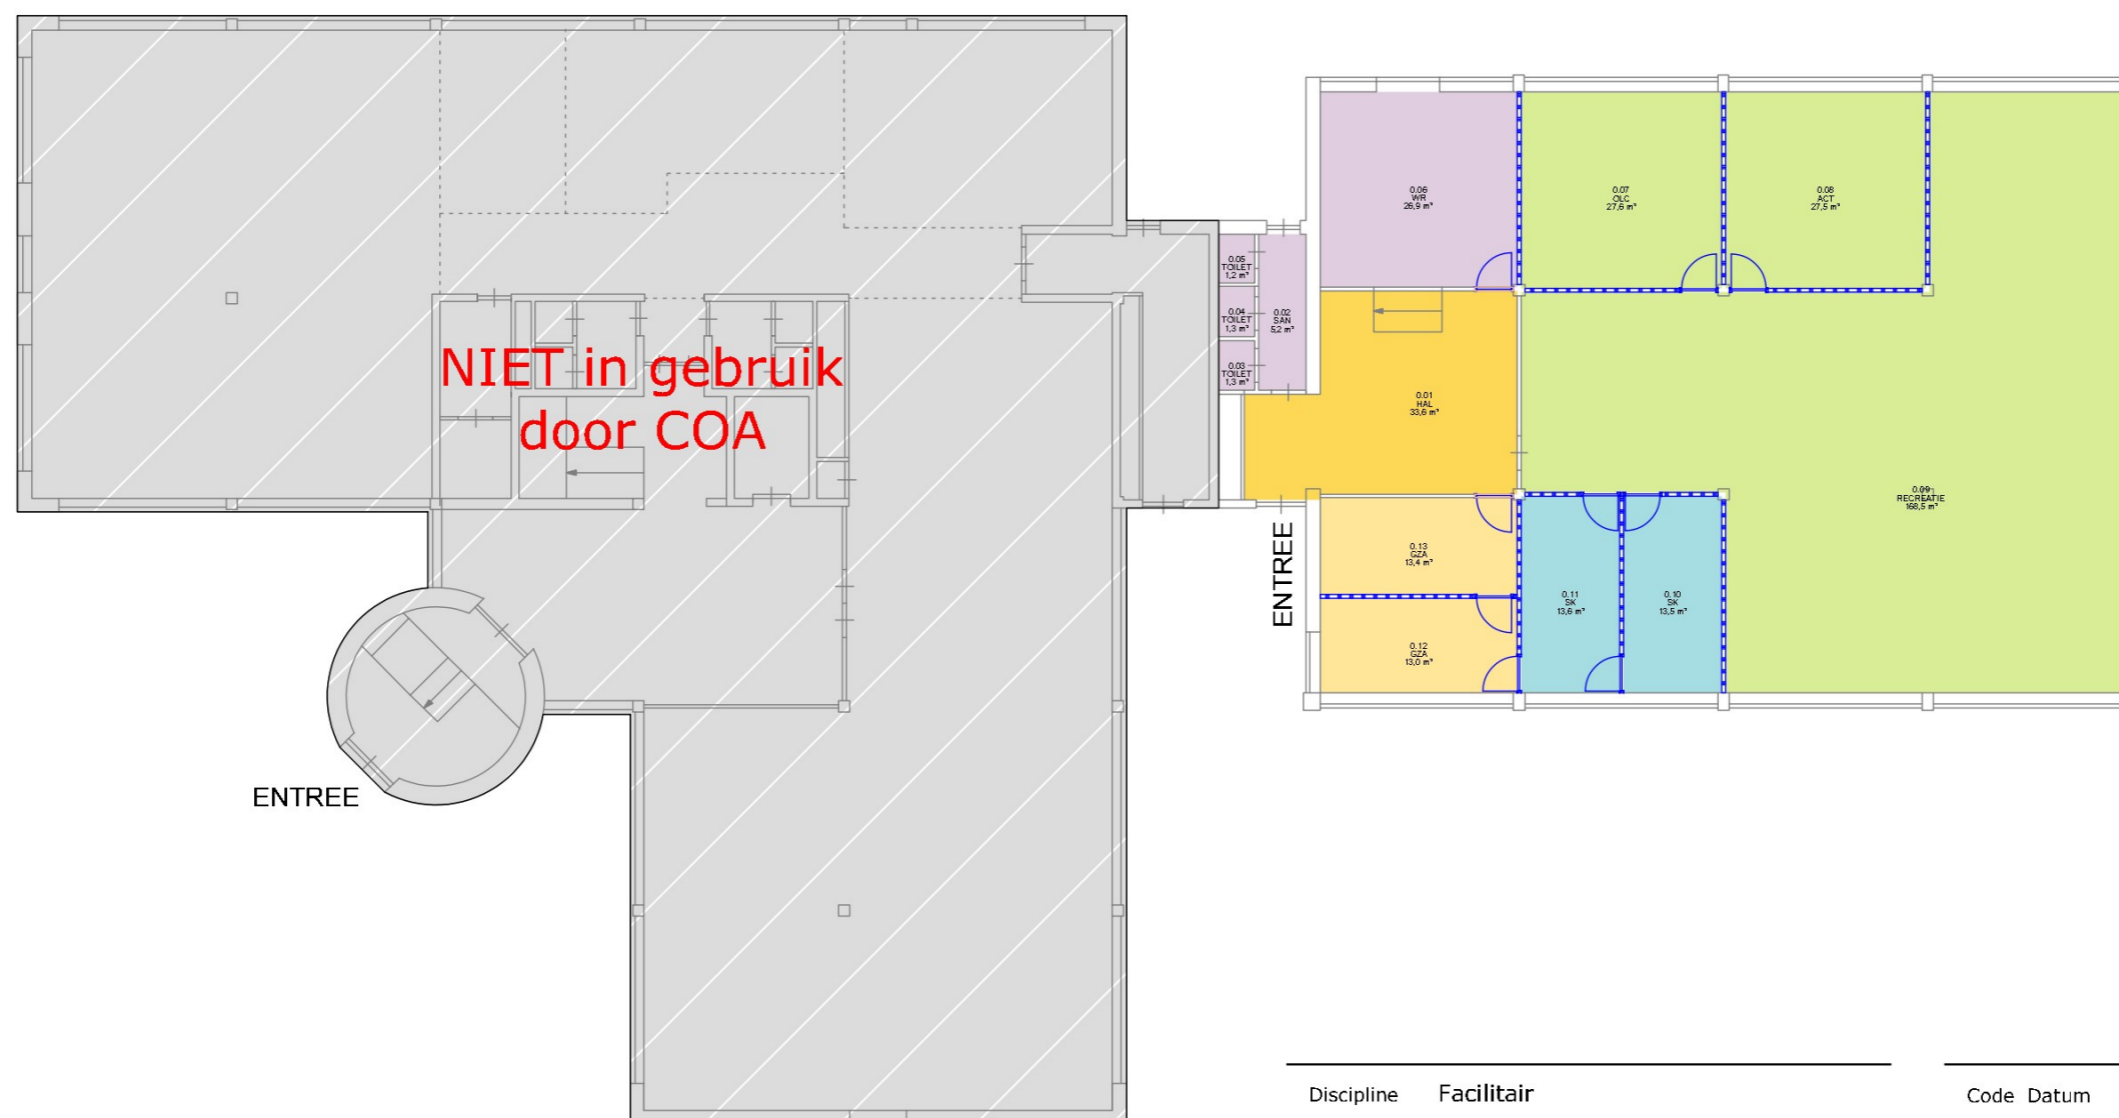 0.06
WR
26,9 m²
0.07
OLC
27,6 m²
0.08
ACT
27,5 m²
0.05
TOILET
1,2 m²
0.04
TOILET
1,3 m²
0.02
SAN
5,2 m²
0.03
TOILET
1,3 m²
NIET in gebruik
door COA
0.01
HAL
33,6 m²
0.09
RECREATIE
168,5 m²
ENTREE
0.13
GZA
13,4 m²
0.11
SK
13,6 m²
0.10
SK
13,5 m²
0.12
GZA
13,0 m²
ENTREE
Discipline Facilitair
Code Datum